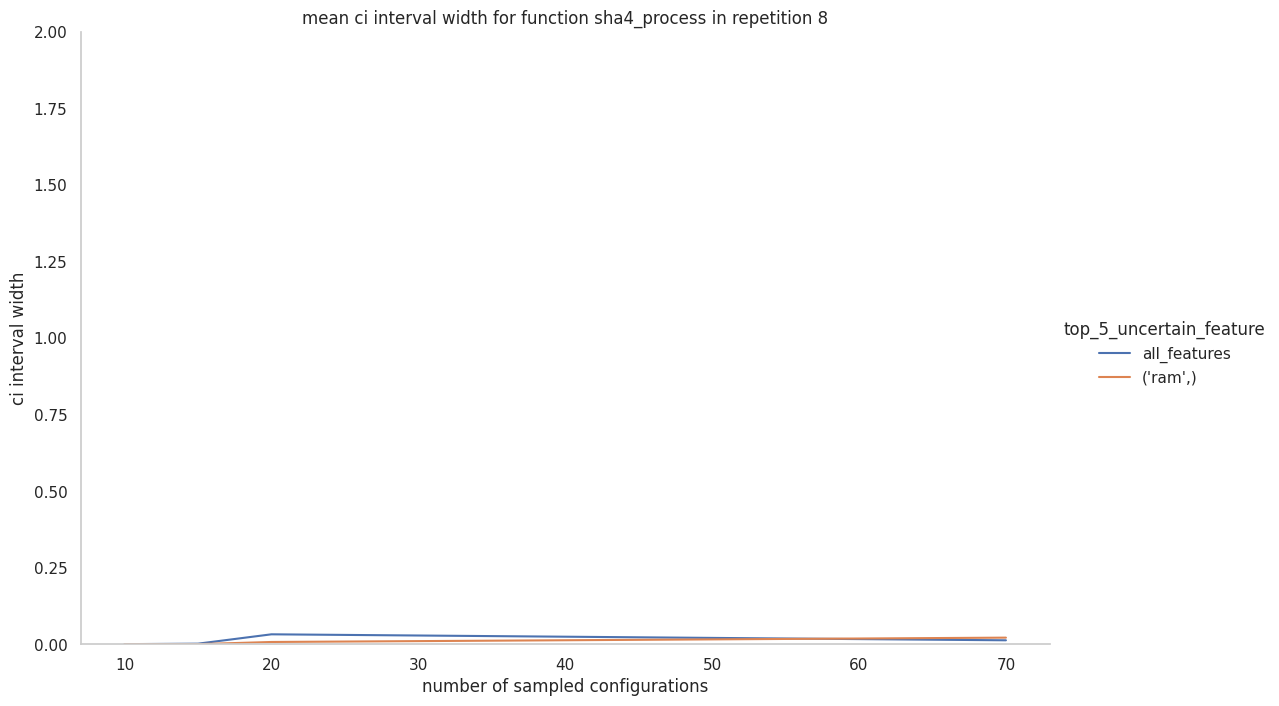 mean ci interval width for function sha4_process in repetition 8
2.00
1.75
1.50
1.25
1.00
0.75
0.50
0.25
0.00
ci interval width
10 20 30 40 50 60 70
number of sampled configurations
top_5_uncertain_feature
all_features
('ram',)